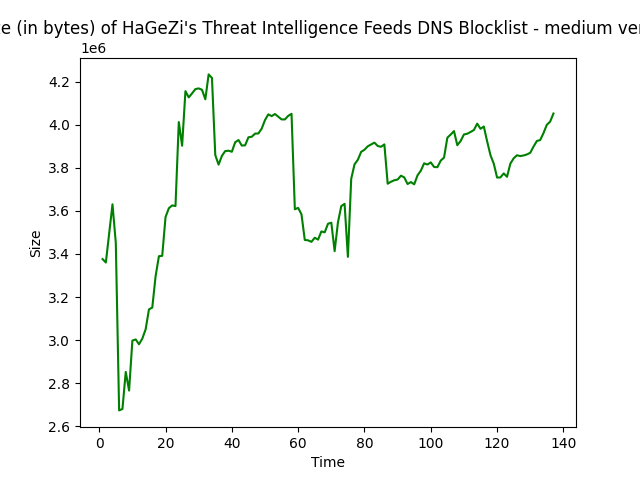 (in bytes) of HaGeZi's Threat Intelligence Feeds DNS Blocklist - medium
1e6
4.2
4.0
3.8
3.6
3.4
3.2
3.0
2.8
2.6
Size
0 20 40 60 80 100 120 140
Time